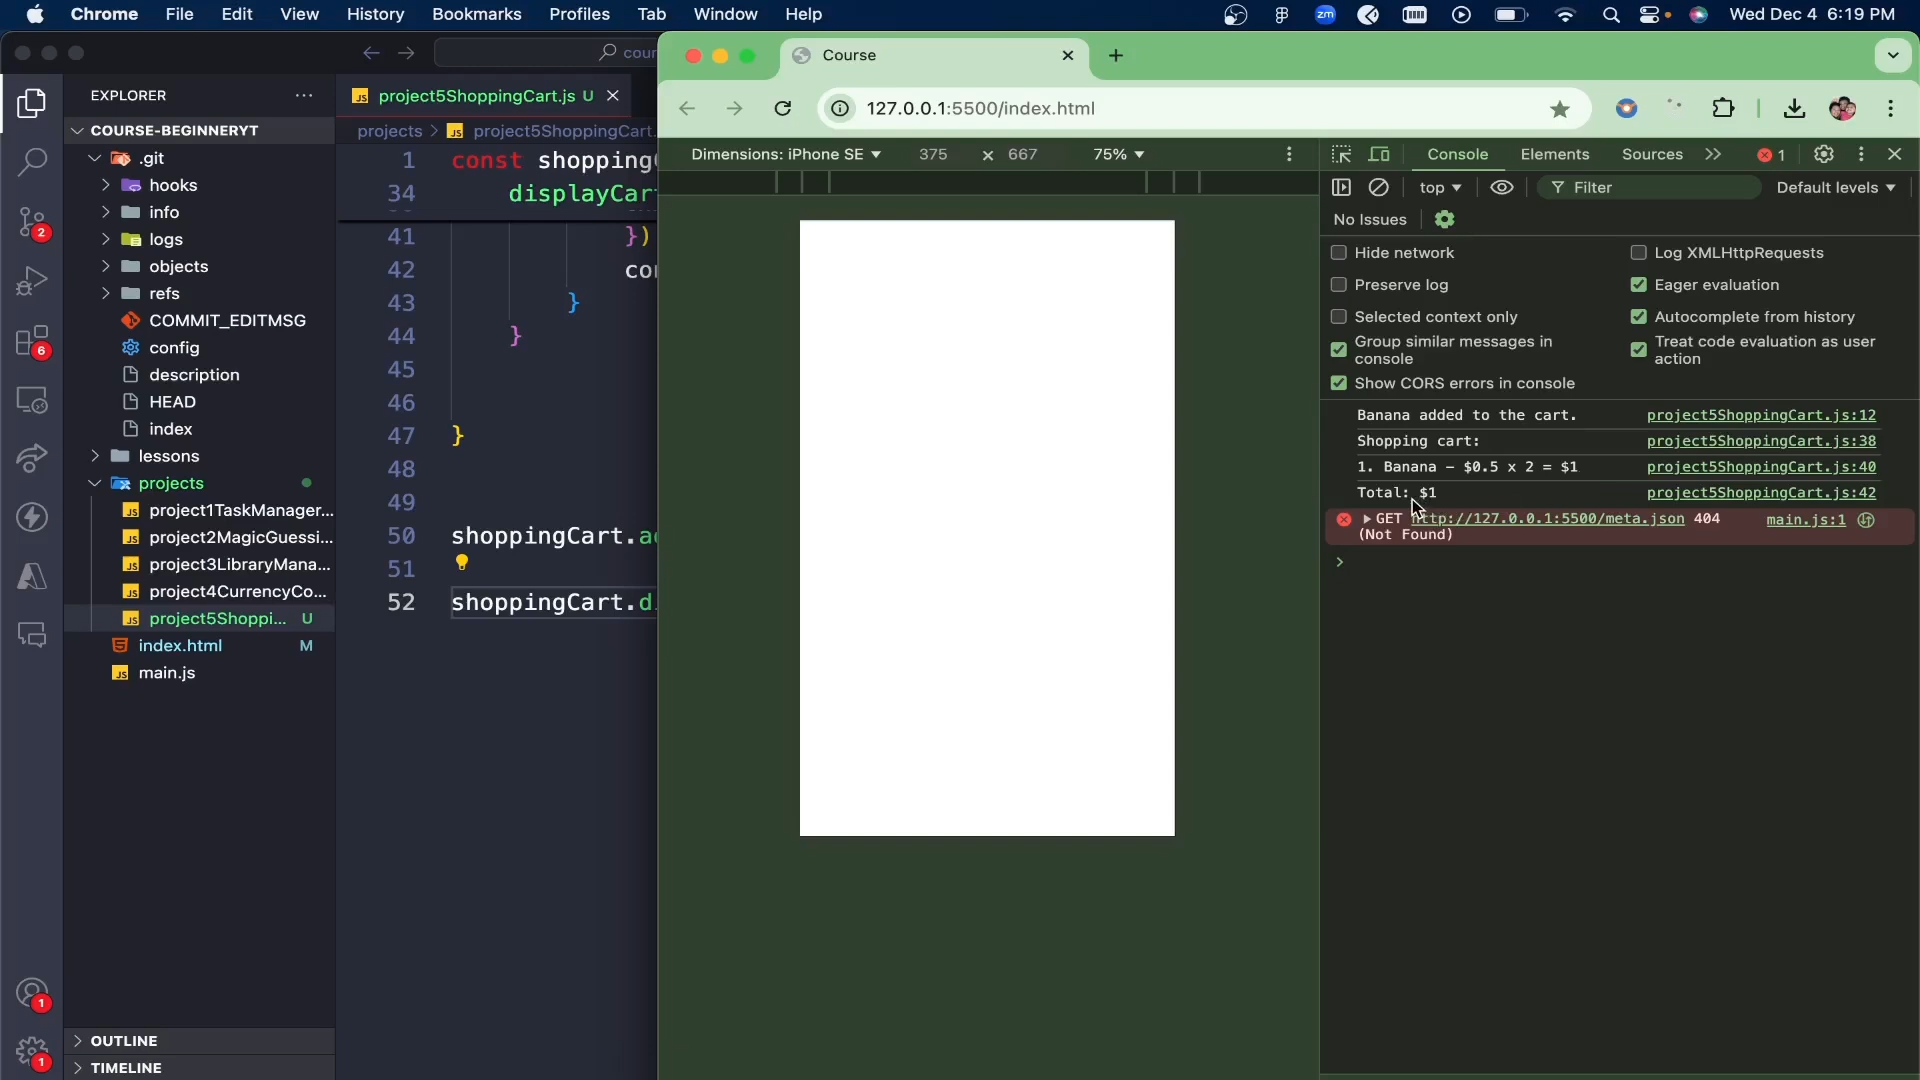 Chrome File Edit View History Bookmarks Profiles Tab Window Help
zm
Wed Dec 4 6:19 PM
EXPLORER
COURSE-BEGINNERYT
.git
hooks
info
logs
objects
refs
COMMIT_EDITMSG
config
description
HEAD
index
lessons
projects
project1TaskManager...
project2MagicGuessi...
project3LibraryMana...
project4CurrencyCo...
project5Shoppi... U
index.html M
main.js
OUTLINE
TIMELINE
2
6
1
1
cour
project5ShoppingCart.js U
projects > project5ShoppingCart.
1 const shoppingC
34 displayCar
41 })
42 con
43 }
44 }
45
46
47 }
48
49
50 shoppingCart.a
51
52 shoppingCart.d
Course
127.0.0.1:5500/index.html
Dimensions: iPhone SE 375 x 667 75%
Console Elements Sources 1
top Filter Default levels
No Issues
Hide network Log XMLHttpRequests
Preserve log Eager evaluation
Selected context only Autocomplete from history
Group similar messages in console Treat code evaluation as user action
Show CORS errors in console
Banana added to the cart. project5ShoppingCart.js:12
Shopping cart: project5ShoppingCart.js:38
1. Banana – $0.5 x 2 = $1 project5ShoppingCart.js:40
Total: $1 project5ShoppingCart.js:42
GET http://127.0.0.1:5500/meta.json 404 main.js:1
(Not Found)